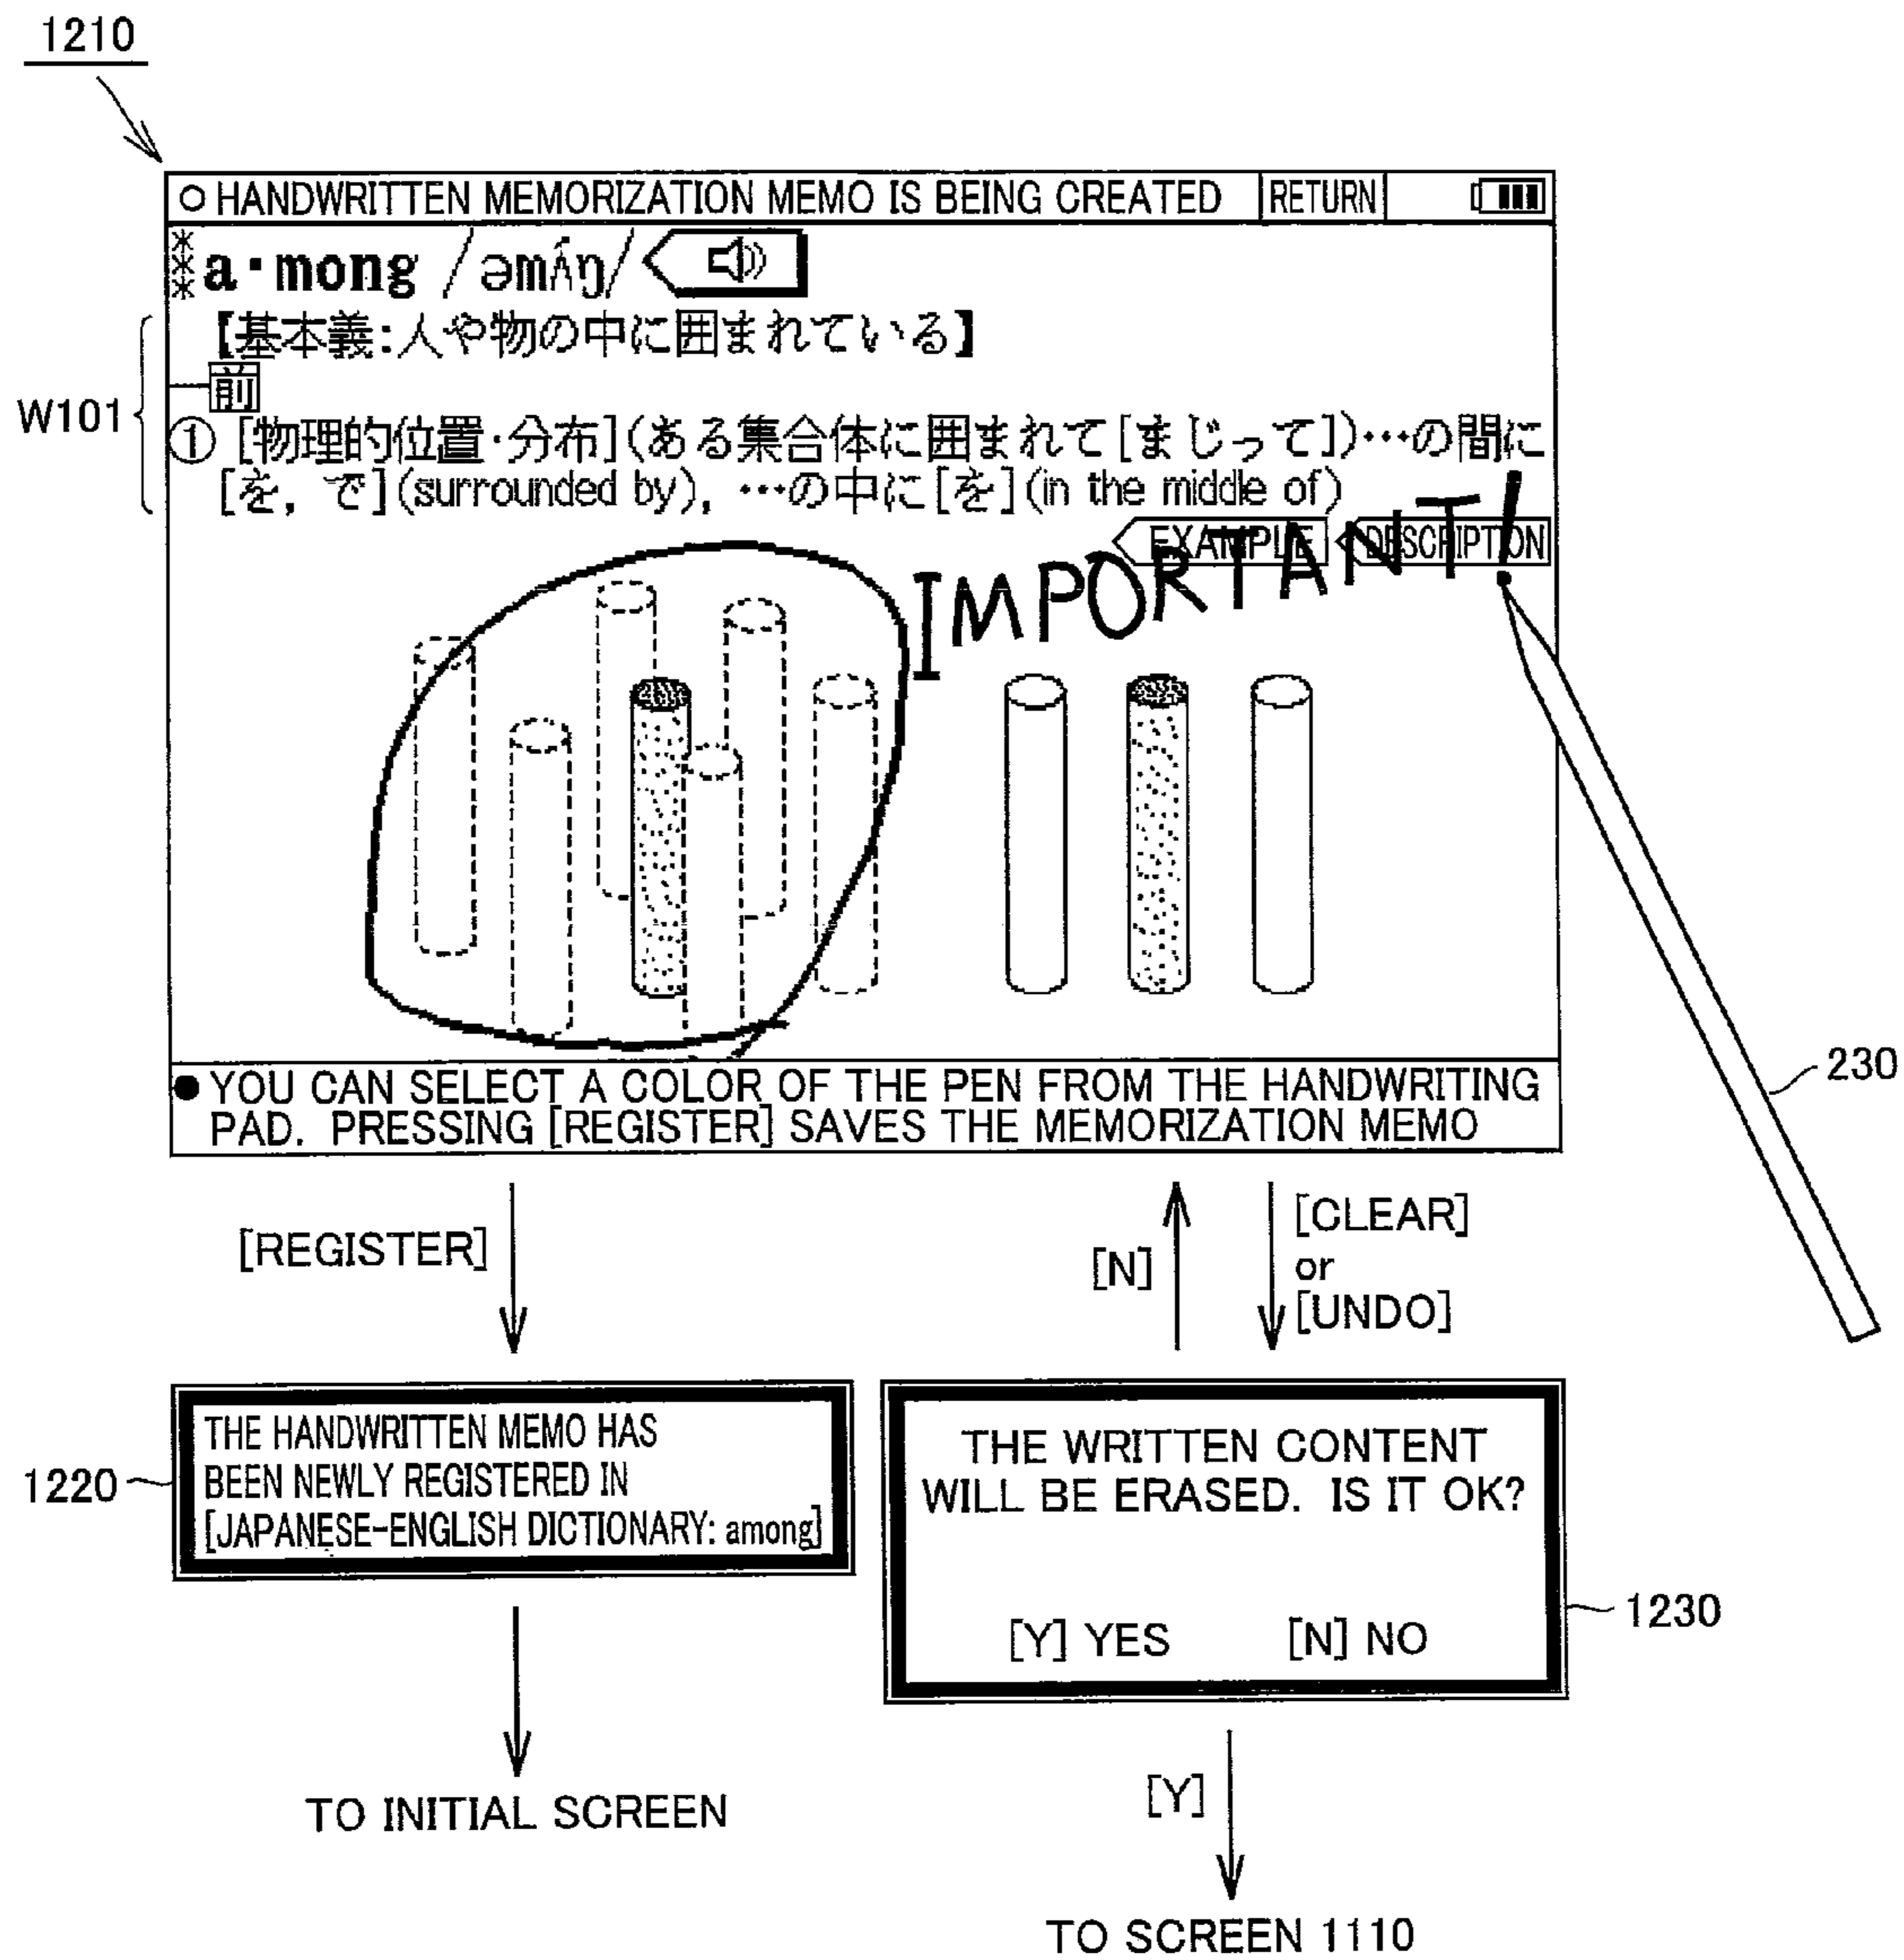 1210
○ HANDWRITTEN MEMORIZATION MEMO IS BEING CREATED RETURN
*** a·mong /əmʌ́ŋ/
【基本義:人や物の中に囲まれている】
前
W101
① [物理的位置·分布](ある集合体に囲まれて[まじって])…の間に
[を, で](surrounded by), …の中に[を](in the middle of)
EXAMPLE DESCRIPTION
IMPORTANT!
230
● YOU CAN SELECT A COLOR OF THE PEN FROM THE HANDWRITING
PAD. PRESSING [REGISTER] SAVES THE MEMORIZATION MEMO
[REGISTER]
[N]
[CLEAR]
or
[UNDO]
1220
THE HANDWRITTEN MEMO HAS
BEEN NEWLY REGISTERED IN
[JAPANESE-ENGLISH DICTIONARY: among]
THE WRITTEN CONTENT
WILL BE ERASED. IS IT OK?
[Y] YES [N] NO
1230
TO INITIAL SCREEN
[Y]
TO SCREEN 1110